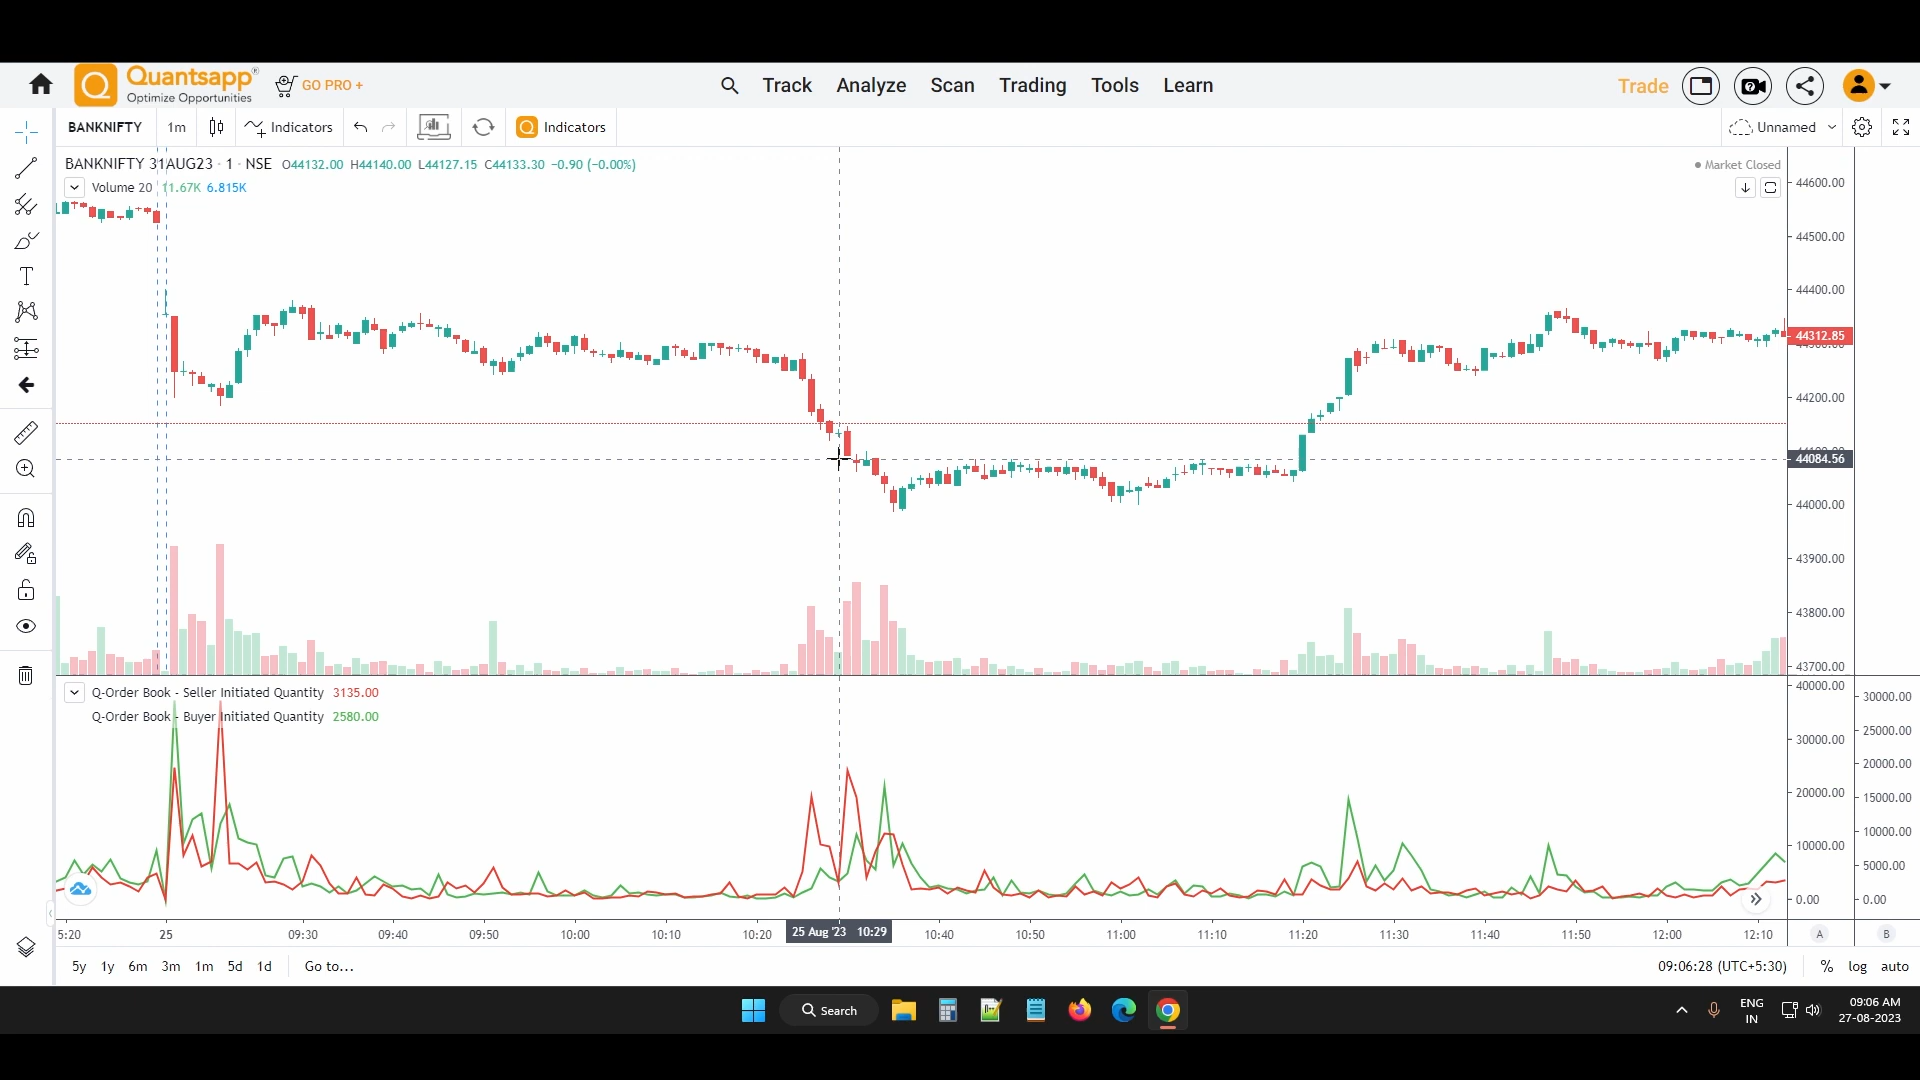 Quantsapp®
Optimize Opportunities
GO PRO +
Track Analyze Scan Trading Tools Learn
Trade
BANKNIFTY 1m Indicators Indicators Unnamed
BANKNIFTY 31AUG23 · 1 · NSE O44132.00 H44140.00 L44127.15 C44133.30 −0.90 (−0.00%)
Market Closed
Volume 20 11.67K 6.815K
44600.00
44500.00
44400.00
44312.85
44200.00
44084.56
44000.00
43900.00
43800.00
43700.00
Q-Order Book - Seller Initiated Quantity 3135.00
Q-Order Book - Buyer Initiated Quantity 2580.00
40000.00
30000.00
20000.00
10000.00
0.00
30000.00
25000.00
20000.00
15000.00
10000.00
5000.00
0.00
5:20 25 09:30 09:40 09:50 10:00 10:10 10:20 25 Aug '23 10:29 10:40 10:50 11:00 11:10 11:20 11:30 11:40 11:50 12:00 12:10 A B
5y 1y 6m 3m 1m 5d 1d Go to... 09:06:28 (UTC+5:30) % log auto
Search
ENG
IN
09:06 AM
27-08-2023